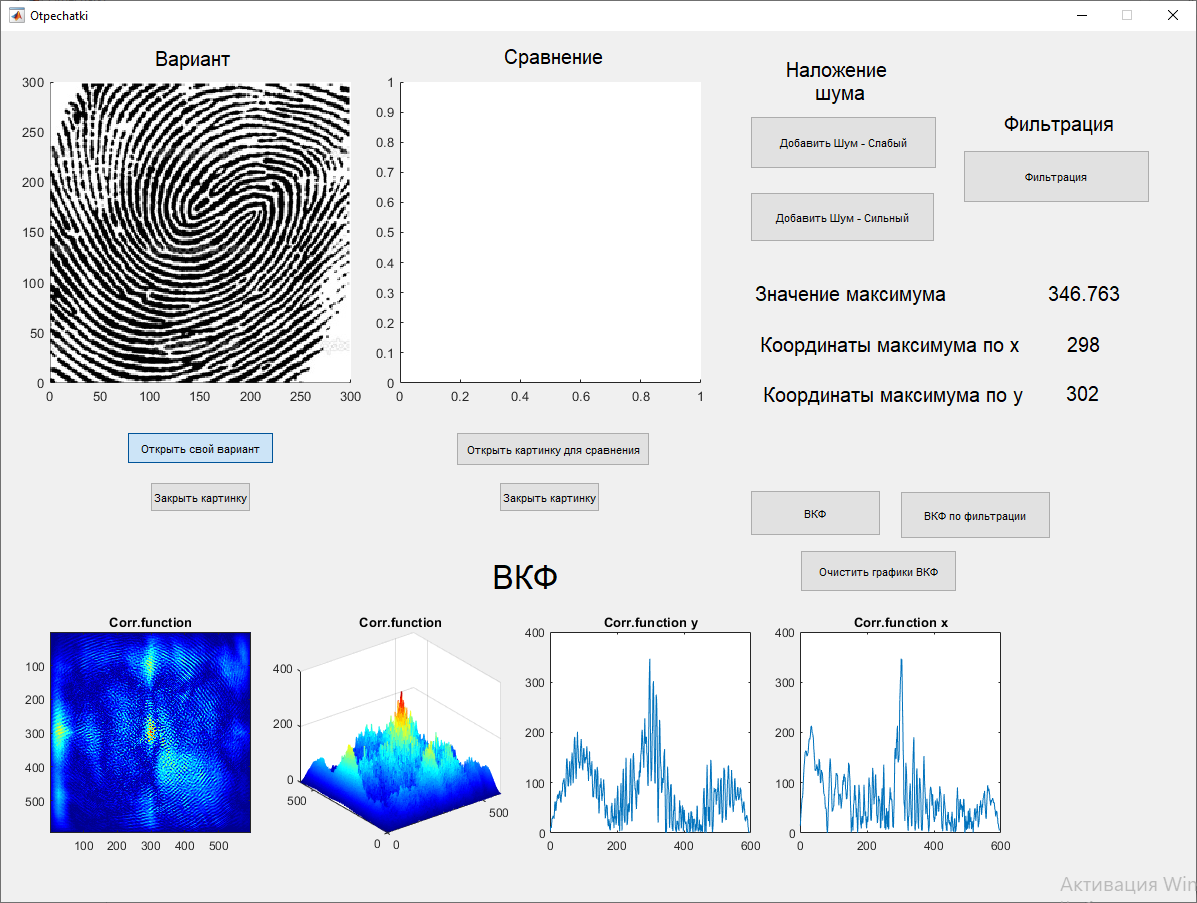 Otpechatki
Вариант
Сравнение
Наложение
шума
Фильтрация
Добавить Шум - Слабый
Фильтрация
Добавить Шум - Сильный
300
250
200
150
100
50
0
0 50 100 150 200 250 300
1
0.9
0.8
0.7
0.6
0.5
0.4
0.3
0.2
0.1
0
0 0.2 0.4 0.6 0.8 1
Значение максимума 346.763
Координаты максимума по x 298
Координаты максимума по y 302
Открыть свой вариант
Открыть картинку для сравнения
Закрыть картинку
Закрыть картинку
ВКФ
ВКФ по фильтрации
Очистить графики ВКФ
ВКФ
Corr.function
100
200
300
400
500
100 200 300 400 500
Corr.function
400
200
0
500
0 0
500
Corr.function y
400
300
200
100
0
0 200 400 600
Corr.function x
400
300
200
100
0
0 200 400 600
Активация Win